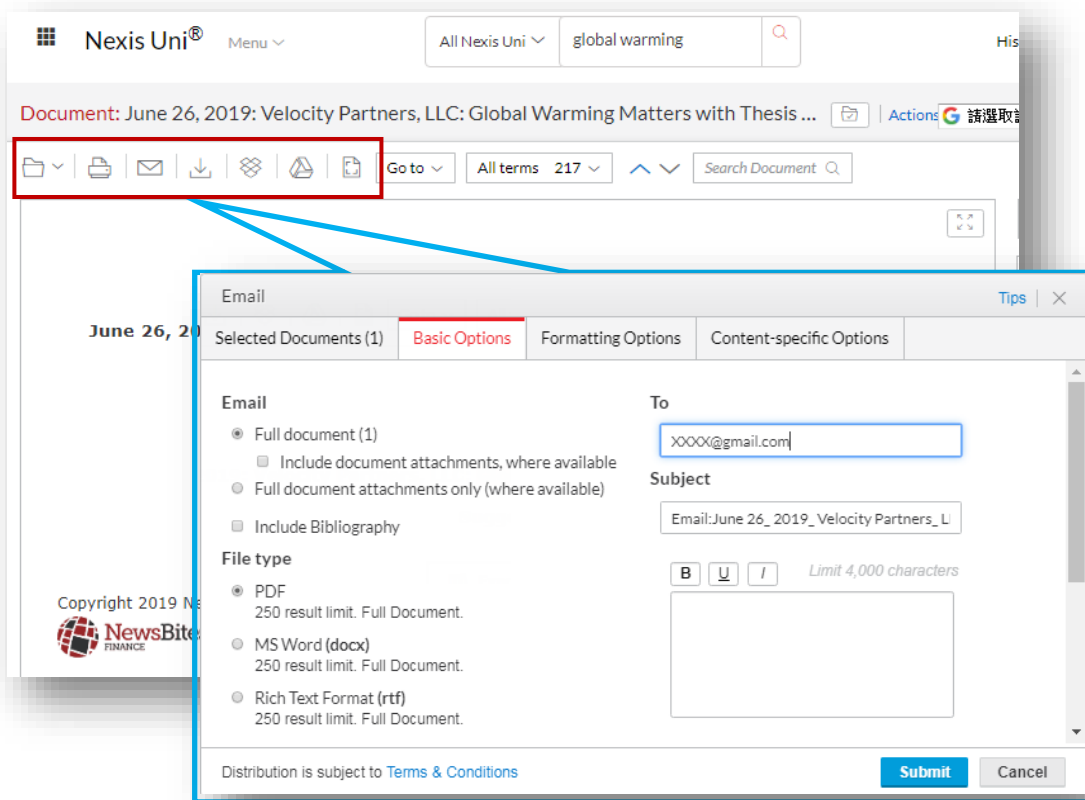 Nexis Uni® Menu All Nexis Uni global warming His
Document: June 26, 2019: Velocity Partners, LLC: Global Warming Matters with Thesis ... Actions G 請選取
Go to All terms 217 Search Document
Email Tips
June 26, 20
Selected Documents (1) Basic Options Formatting Options Content-specific Options
Email
Full document (1)
Include document attachments, where available
Full document attachments only (where available)
Include Bibliography
File type
PDF
250 result limit. Full Document.
MS Word (docx)
250 result limit. Full Document.
Rich Text Format (rtf)
250 result limit. Full Document.
To
XXXX@gmail.com
Subject
Email:June 26_ 2019_ Velocity Partners_ L
B U I Limit 4,000 characters
Copyright 2019 Ne
NewsBite
FINANCE
Distribution is subject to Terms & Conditions Submit Cancel